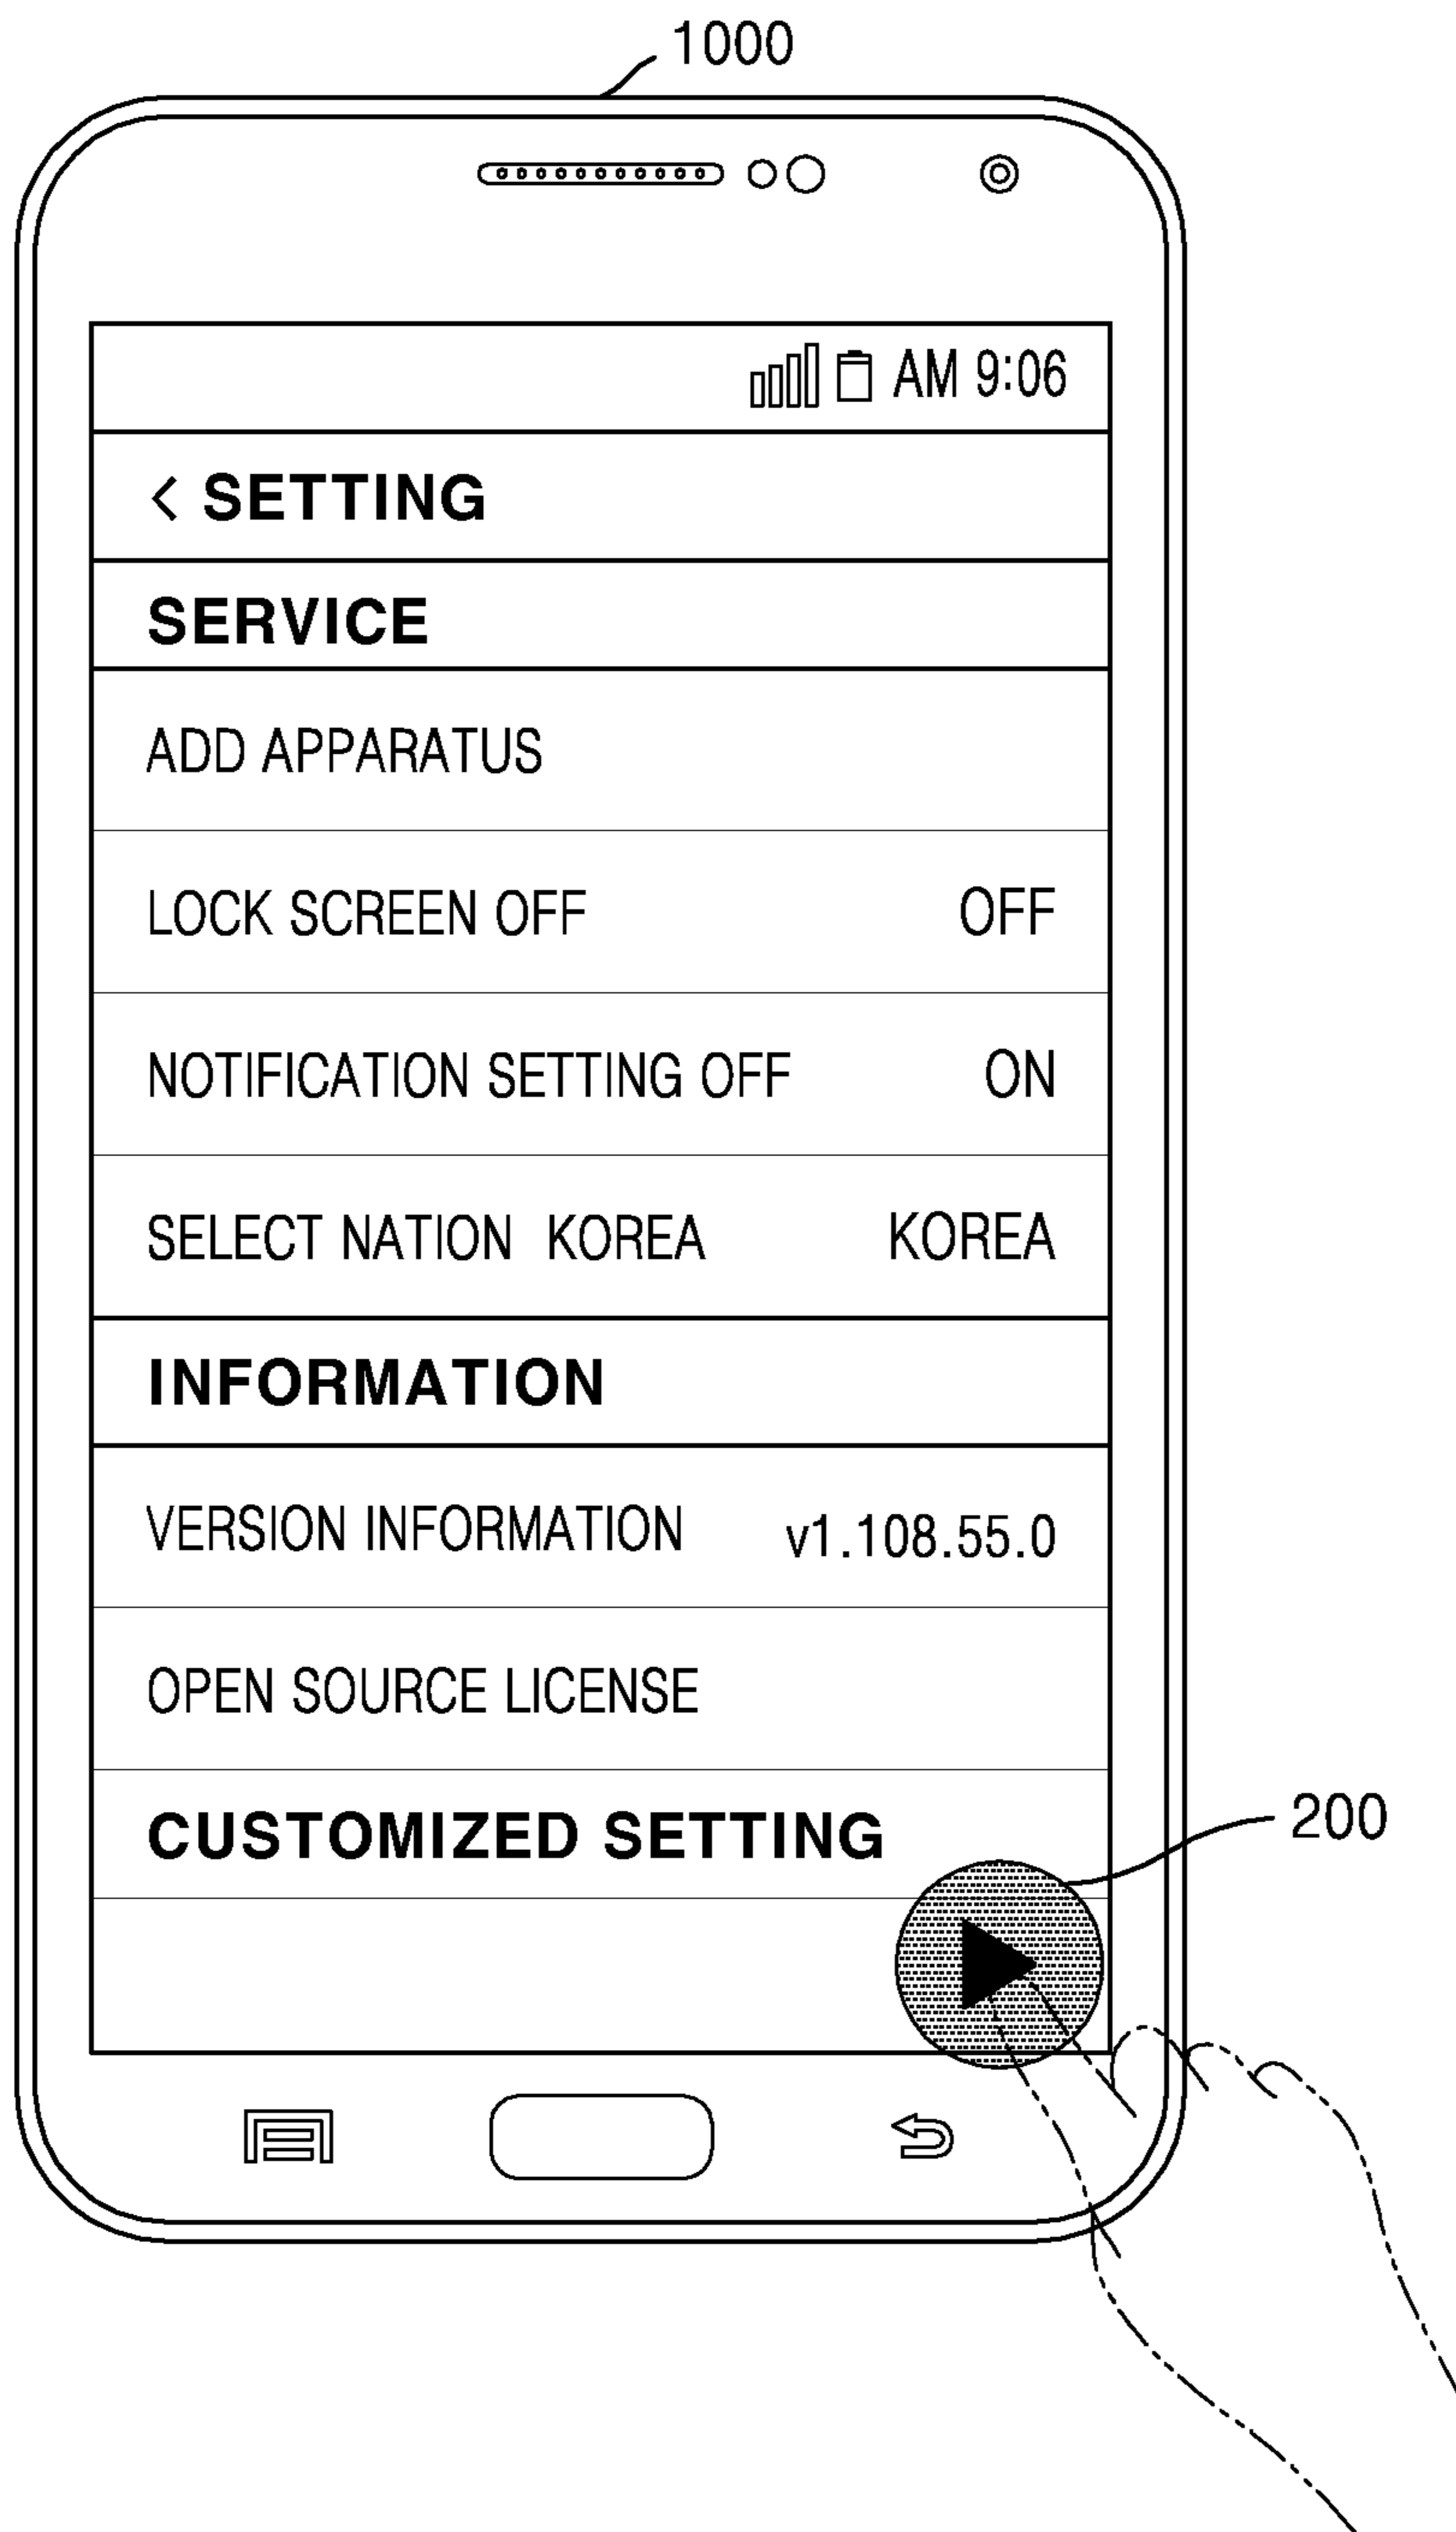 1000
AM 9:06
< SETTING
SERVICE
ADD APPARATUS
LOCK SCREEN OFF OFF
NOTIFICATION SETTING OFF ON
SELECT NATION KOREA KOREA
INFORMATION
VERSION INFORMATION v1.108.55.0
OPEN SOURCE LICENSE
CUSTOMIZED SETTING
200